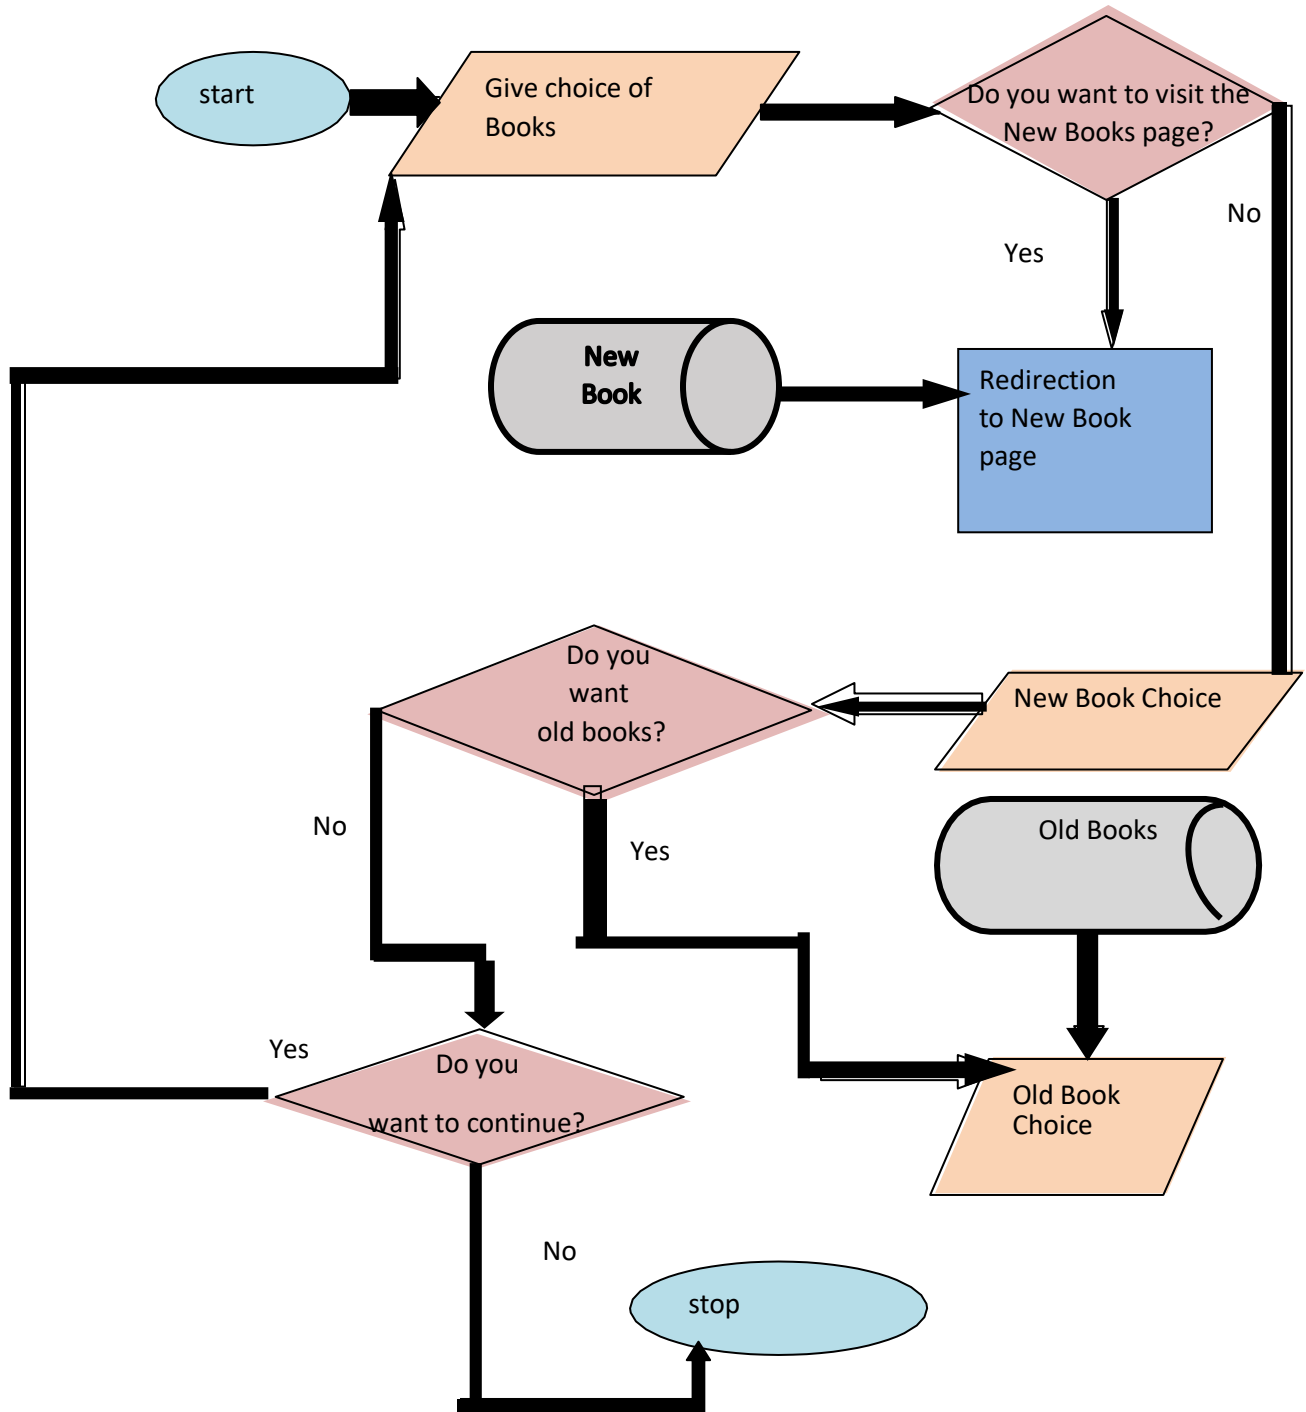 start
Give choice of
Books
Do you want to visit the
New Books page?
No
Yes
New
Book
Redirection
to New Book
page
Do you
want
old books?
New Book Choice
No
Yes
Old Books
Yes
Do you
want to continue?
Old Book
Choice
No
stop